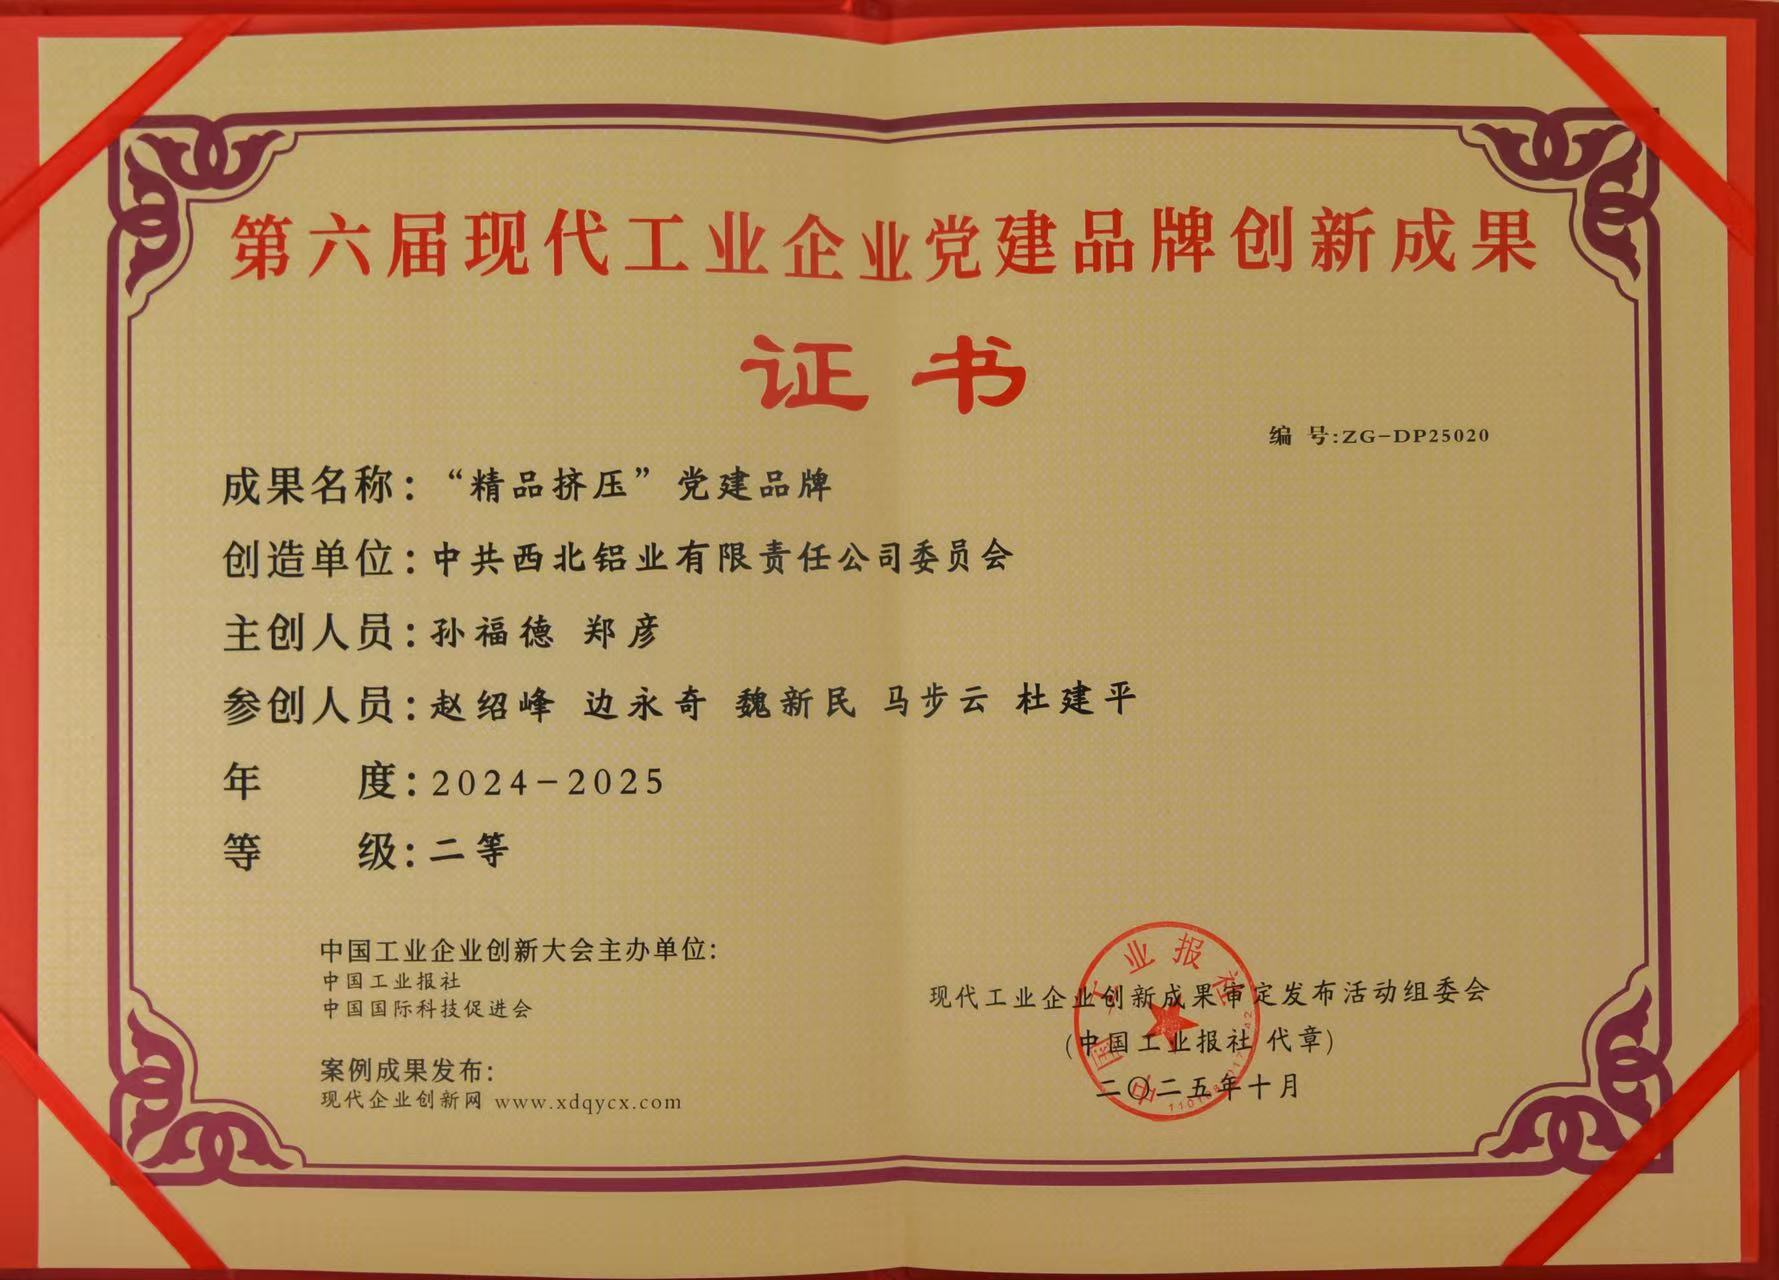 第六届现代工业企业党建品牌创新成果
证书
编 号:ZG-DP25020
成果名称：“精品挤压”党建品牌
创造单位：中共西北铝业有限责任公司委员会
主创人员：孙福德 郑彦
参创人员：赵绍峰 边永奇 魏新民 马步云 杜建平
年 度：2024-2025
等 级：二等
中国工业企业创新大会主办单位：
中国工业报社
中国国际科技促进会
案例成果发布：
现代企业创新网 www.xdqycx.com
现代工业企业创新成果审定发布活动组委会
(中国工业报社 代章)
二〇二五年十月
中国工业报社